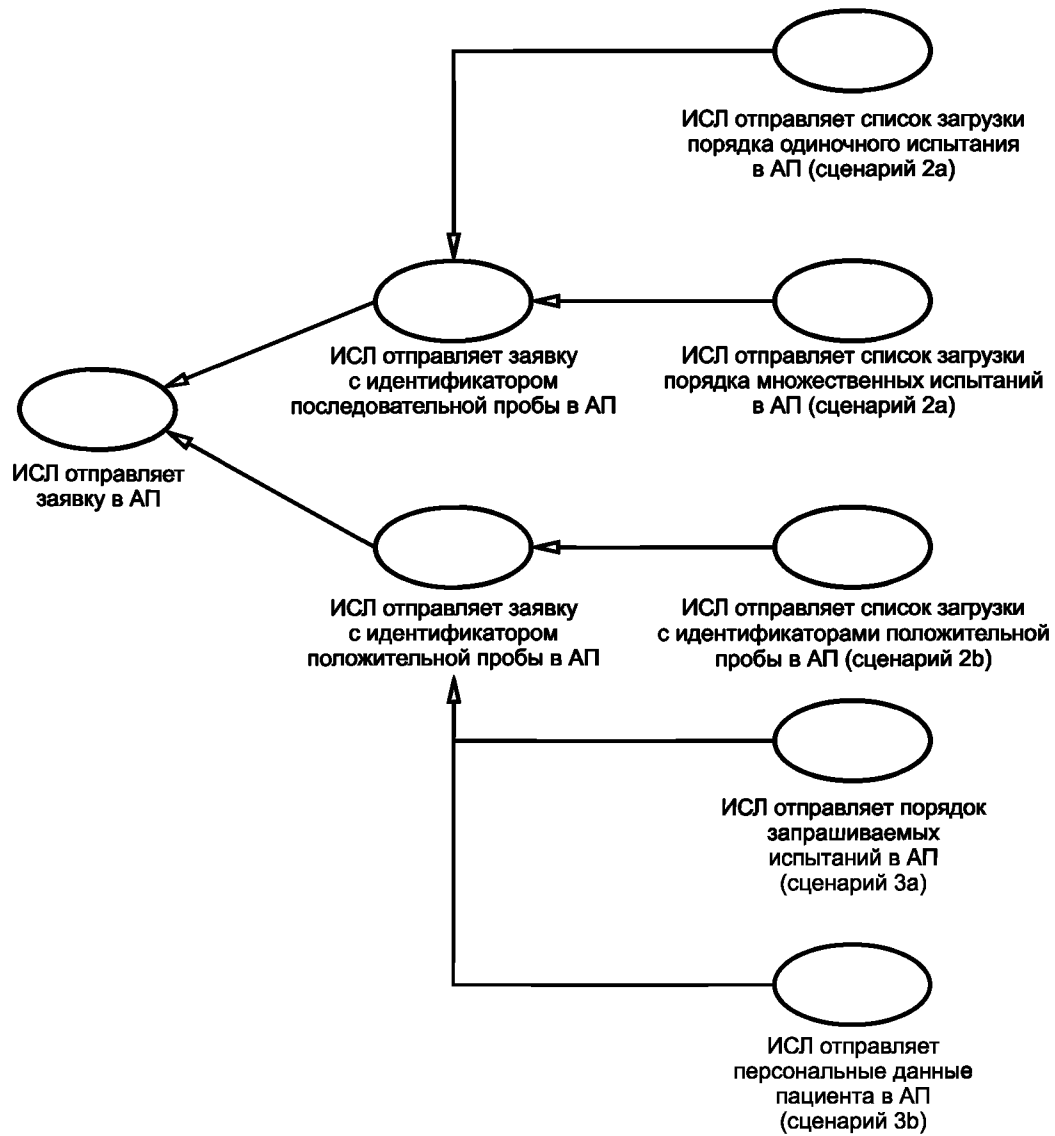 ИСЛ отправляет список загрузки
порядка одиночного испытания
в АП (сценарий 2a)
ИСЛ отправляет заявку
с идентификатором
последовательной пробы в АП
ИСЛ отправляет список загрузки
порядка множественных испытаний
в АП (сценарий 2a)
ИСЛ отправляет
заявку в АП
ИСЛ отправляет заявку
с идентификатором
положительной пробы в АП
ИСЛ отправляет список загрузки
с идентификаторами положительной
пробы в АП (сценарий 2b)
ИСЛ отправляет порядок
запрашиваемых
испытаний в АП
(сценарий 3a)
ИСЛ отправляет
персональные данные
пациента в АП
(сценарий 3b)